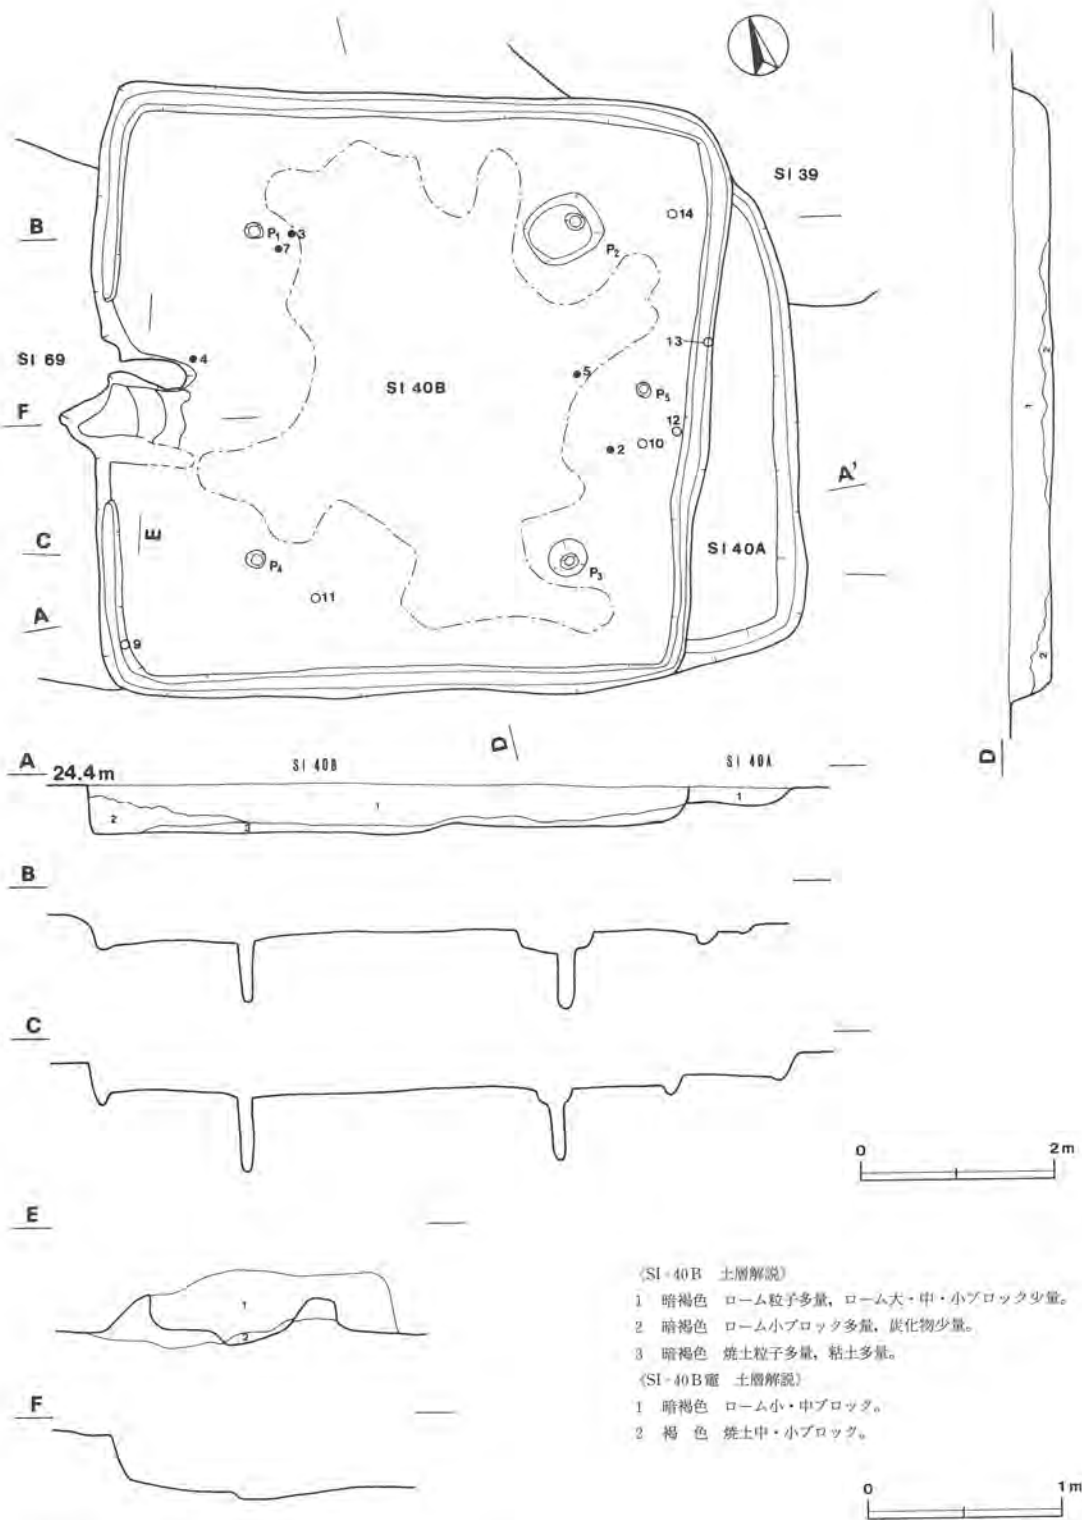 SI 39
B
P1
3
7
14
P2
SI 69
4
13
SI 40B
5
P5
F
12
10
2
A'
E
C
SI 40A
P4
P3
11
A
9
1
2
2
D
D
A
24.4m
SI 40B
SI 40A
1
1
2
3
B
C
0 2m
E
1
2
〈SI-40B 土層解説〉
1 暗褐色 ローム粒子多量，ローム大・中・小ブロック少量。
2 暗褐色 ローム小ブロック多量，炭化物少量。
3 暗褐色 焼土粒子多量，粘土多量。
〈SI-40B竈 土層解説〉
1 暗褐色 ローム小・中ブロック。
2 褐 色 焼土中・小ブロック。
F
0 1m